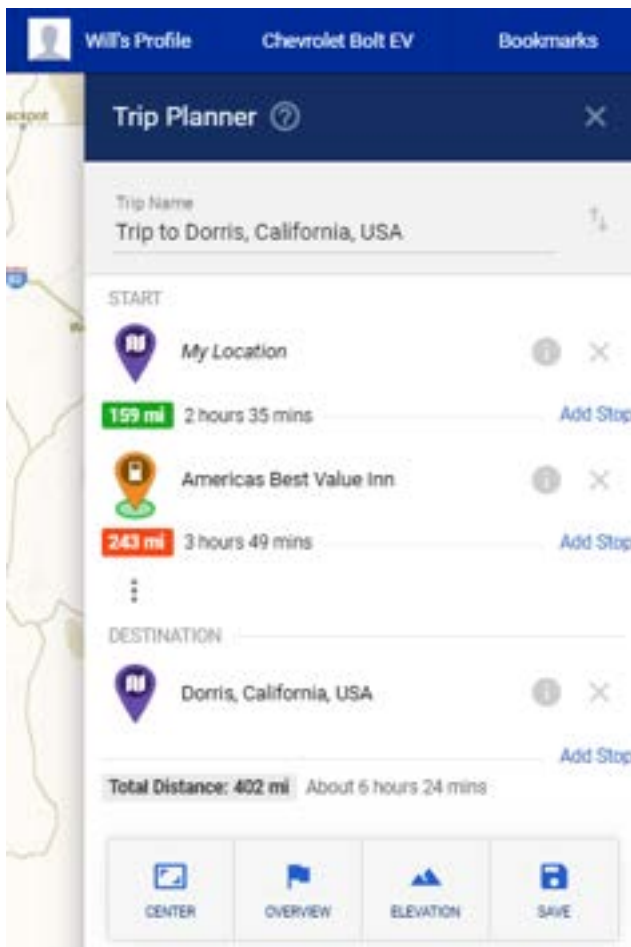 Will's Profile Chevrolet Bolt EV Bookmarks
Trip Planner ?
Trip Name
Trip to Dorris, California, USA
START
My Location
159 mi 2 hours 35 mins Add Stop
Americas Best Value Inn
243 mi 3 hours 49 mins Add Stop
DESTINATION
Dorris, California, USA
Add Stop
Total Distance: 402 mi About 6 hours 24 mins
CENTER OVERVIEW ELEVATION SAVE